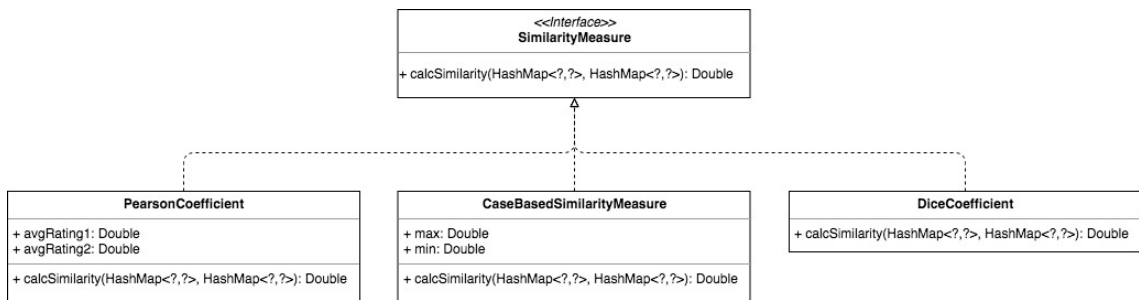 <<Interface>>
SimilarityMeasure
+ calcSimilarity(HashMap<?,?>, HashMap<?,?>): Double
PearsonCoefficient
+ avgRating1: Double
+ avgRating2: Double
+ calcSimilarity(HashMap<?,?>, HashMap<?,?>): Double
CaseBasedSimilarityMeasure
+ max: Double
+ min: Double
+ calcSimilarity(HashMap<?,?>, HashMap<?,?>): Double
DiceCoefficient
+ calcSimilarity(HashMap<?,?>, HashMap<?,?>): Double